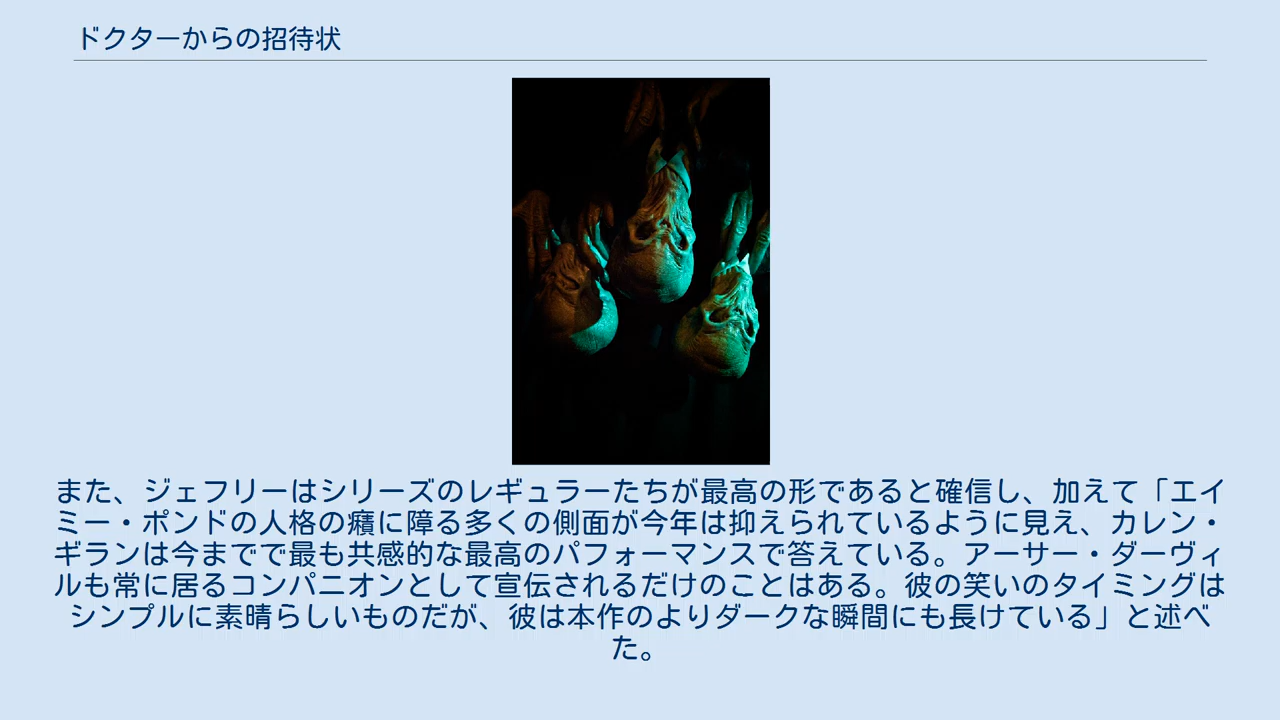 ドクターからの招待状
また、ジェフリーはシリーズのレギュラーたちが最高の形であると確信し、加えて「エイ
ミー・ポンドの人格の癪に障る多くの側面が今年は抑えられているように見え、カレン・
ギランは今までで最も共感的な最高のパフォーマンスで答えている。アーサー・ダーヴィ
ルも常に居るコンパニオンとして宣伝されるだけのことはある。彼の笑いのタイミングは
シンプルに素晴らしいものだが、彼は本作のよりダークな瞬間にも長けている」と述べ
た。